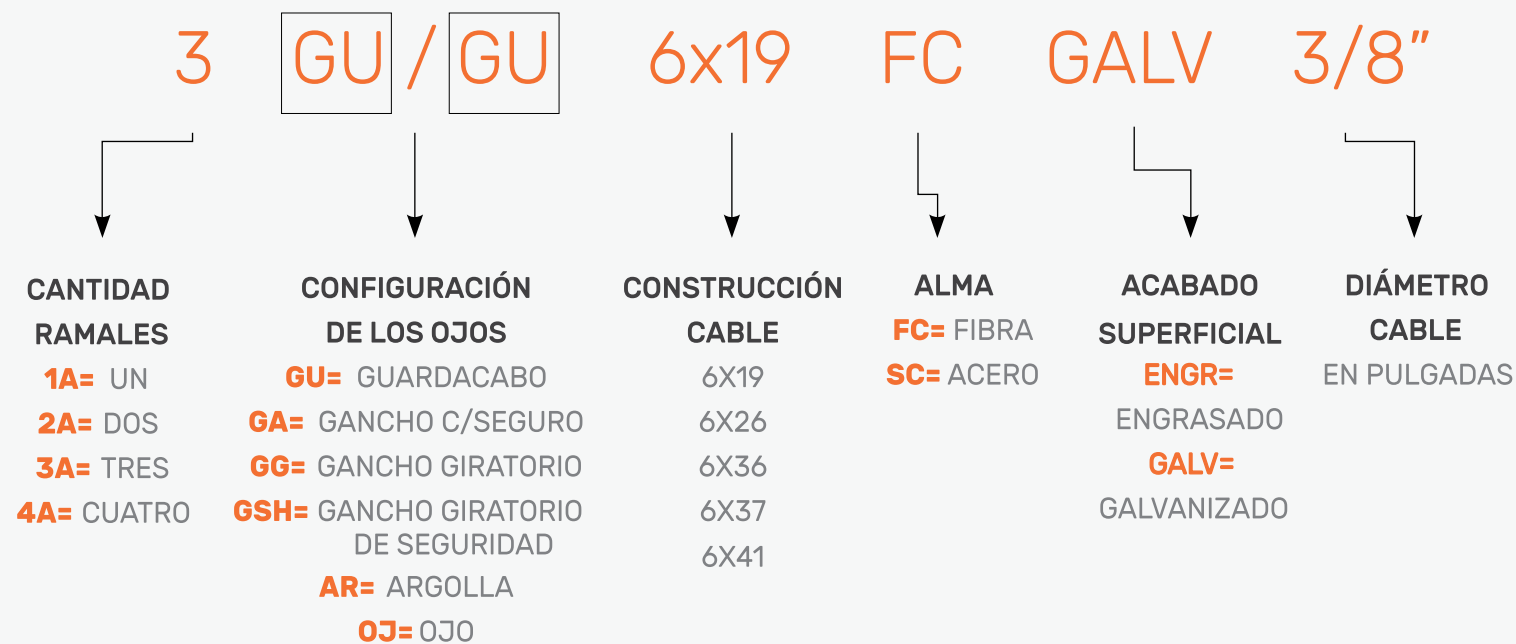 3 GU / GU 6x19 FC GALV 3/8”
CANTIDAD
RAMALES
1A= UN
2A= DOS
3A= TRES
4A= CUATRO
CONFIGURACIÓN
DE LOS OJOS
GU= GUARDACABO
GA= GANCHO C/SEGURO
GG= GANCHO GIRATORIO
GSH= GANCHO GIRATORIO
DE SEGURIDAD
AR= ARGOLLA
OJ= OJO
CONSTRUCCIÓN
CABLE
6X19
6X26
6X36
6X37
6X41
ALMA
FC= FIBRA
SC= ACERO
ACABADO
SUPERFICIAL
ENGR=
ENGRASADO
GALV=
GALVANIZADO
DIÁMETRO
CABLE
EN PULGADAS